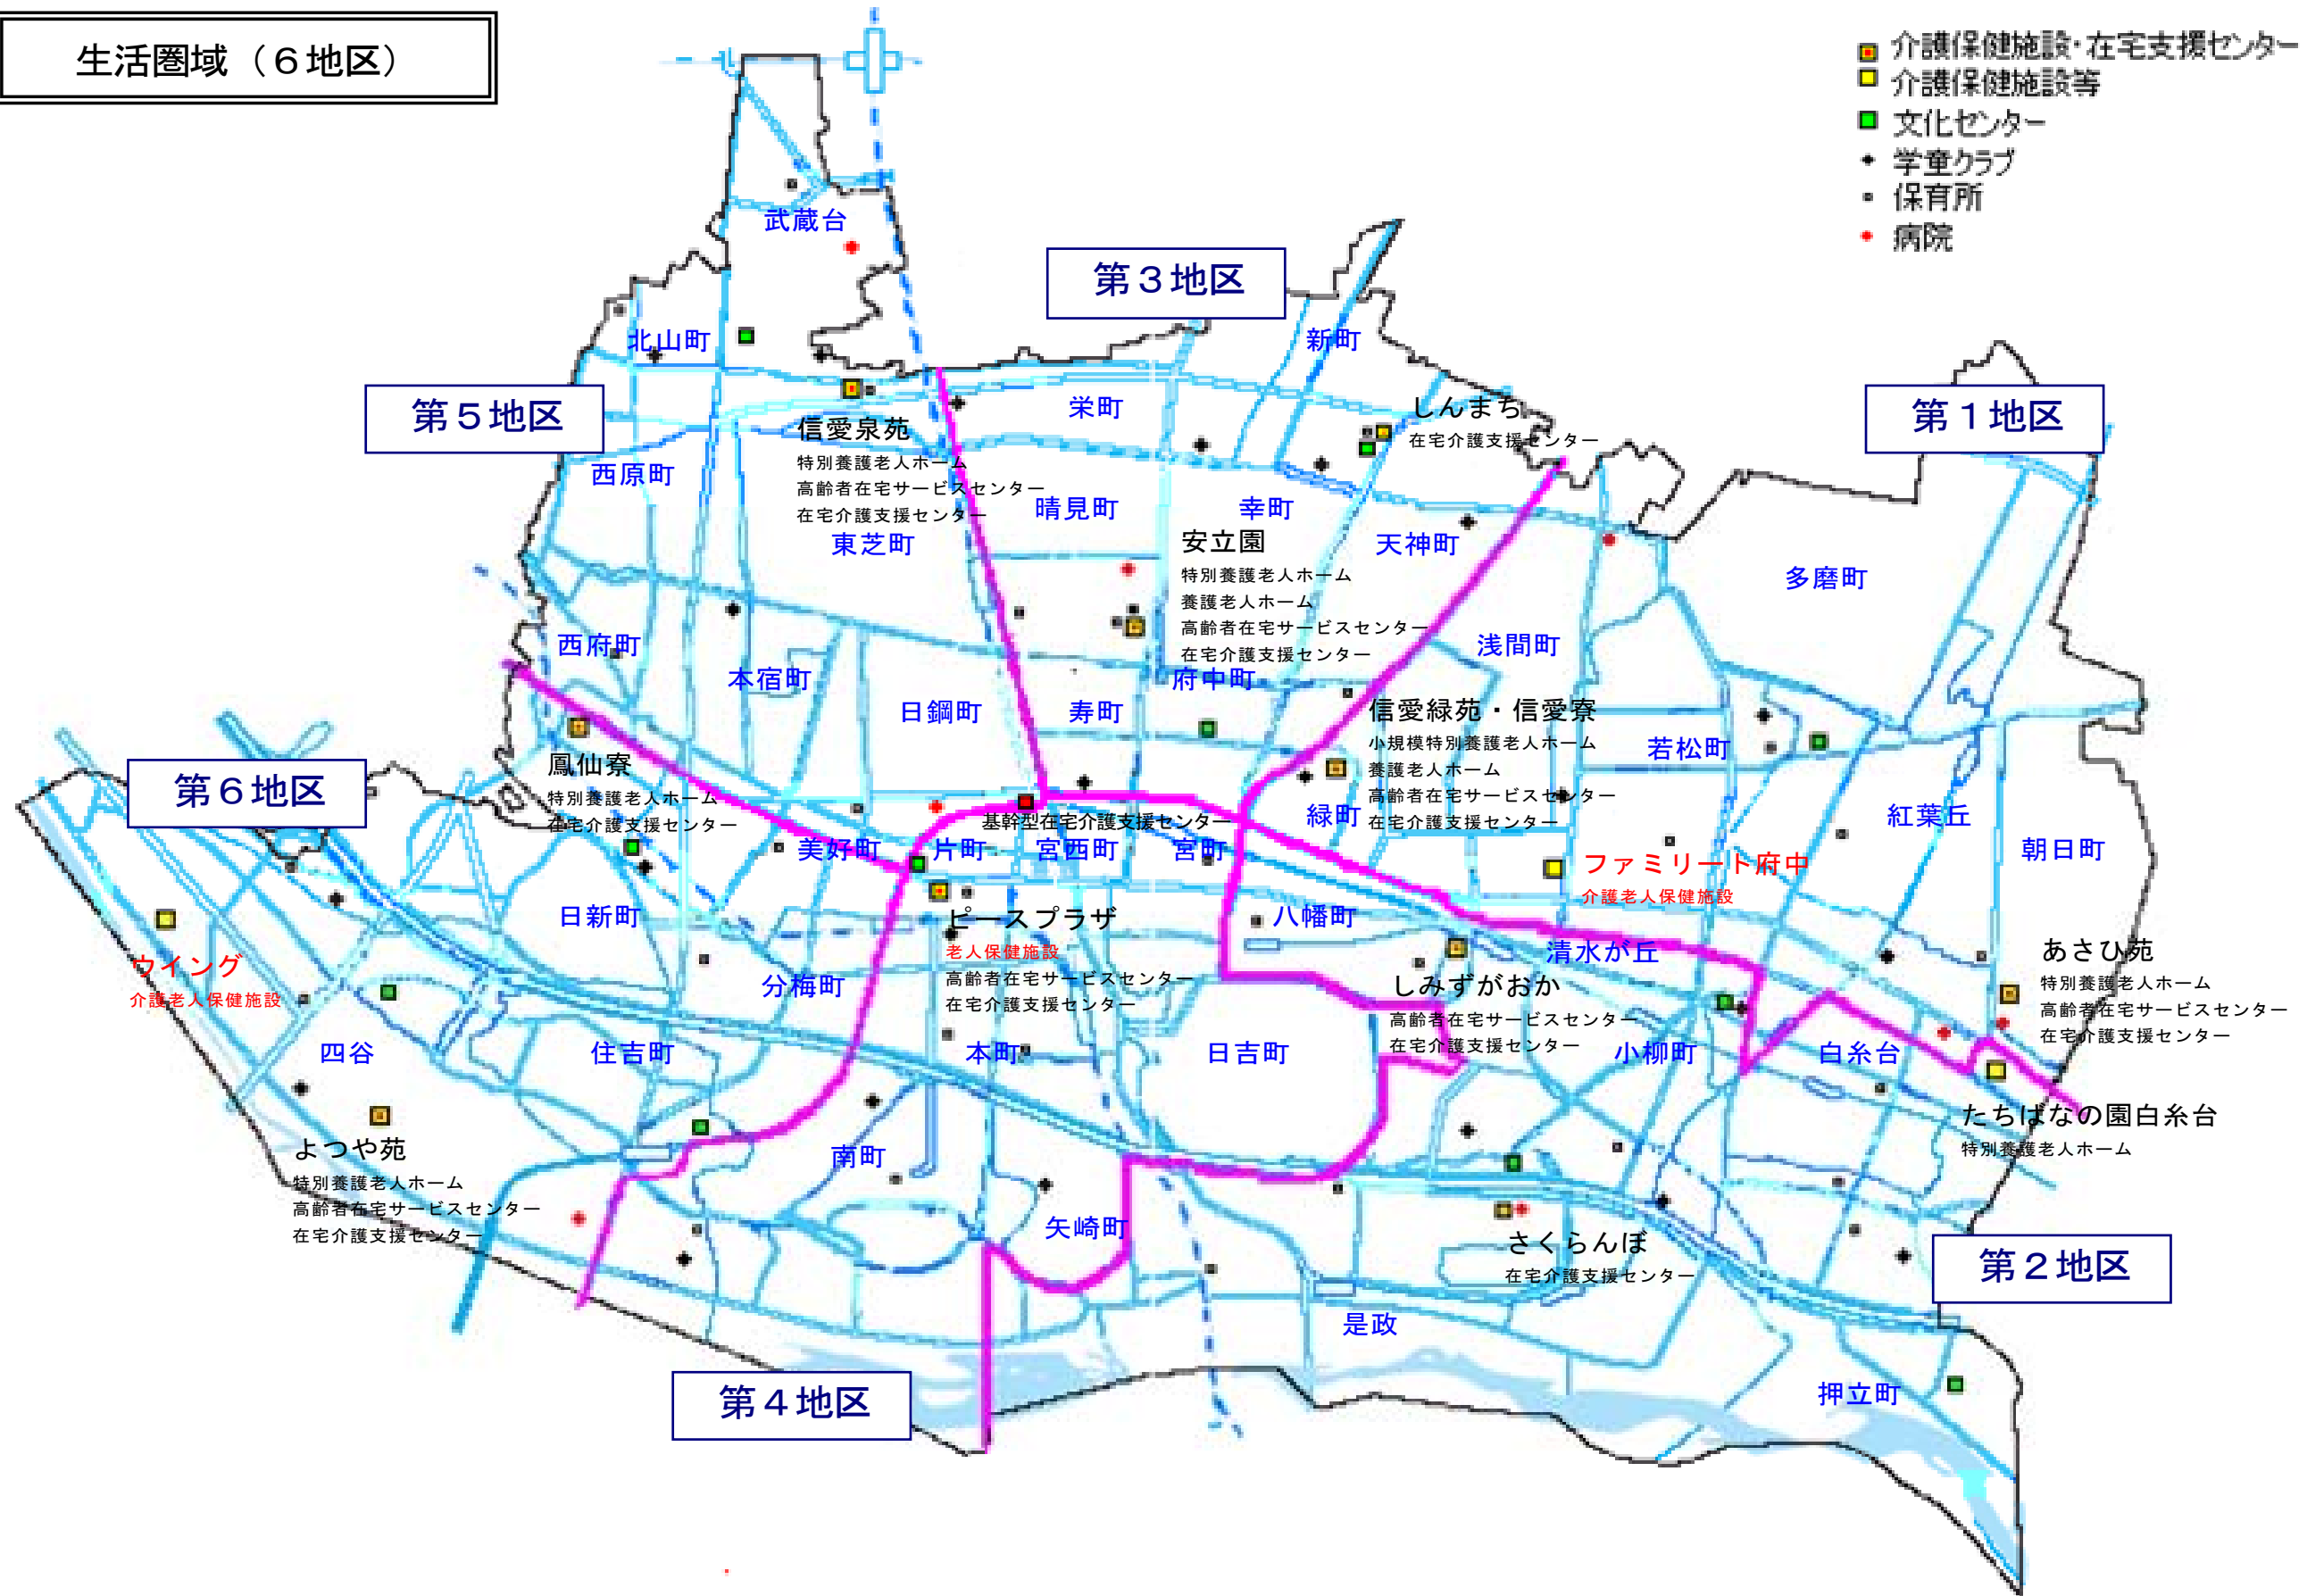 生活圏域（６地区）
介護保健施設・在宅支援センター
介護保健施設等
文化センター
学童クラブ
保育所
病院
武蔵台
第３地区
北山町
新町
第５地区
栄町
しんまち
在宅介護支援センター
第１地区
信愛泉苑
特別養護老人ホーム
高齢者在宅サービスセンター
在宅介護支援センター
西原町
東芝町
晴見町
幸町
天神町
安立園
特別養護老人ホーム
養護老人ホーム
高齢者在宅サービスセンター
在宅介護支援センター
多磨町
西府町
本宿町
浅間町
府中町
日鋼町
寿町
信愛緑苑・信愛寮
小規模特別養護老人ホーム
養護老人ホーム
高齢者在宅サービスセンター
在宅介護支援センター
若松町
鳳仙寮
特別養護老人ホーム
在宅介護支援センター
第６地区
基幹型在宅介護支援センター
緑町
紅葉丘
朝日町
美好町
片町
宮西町
宮町
ファミリート府中
介護老人保健施設
日新町
ピースプラザ
老人保健施設
高齢者在宅サービスセンター
在宅介護支援センター
八幡町
清水が丘
あさひ苑
特別養護老人ホーム
高齢者在宅サービスセンター
在宅介護支援センター
ウイング
介護老人保健施設
分梅町
しみずがおか
高齢者在宅サービスセンター
在宅介護支援センター
四谷
住吉町
本町
日吉町
小柳町
白糸台
たちばなの園白糸台
特別養護老人ホーム
よつや苑
特別養護老人ホーム
高齢者在宅サービスセンター
在宅介護支援センター
南町
矢崎町
さくらんぼ
在宅介護支援センター
第２地区
是政
第４地区
押立町